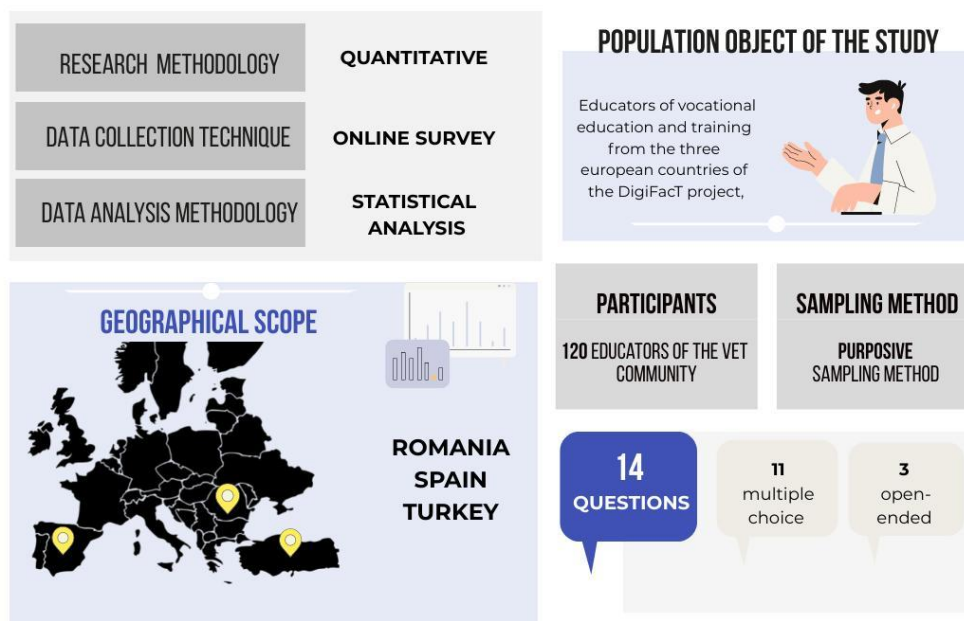 RESEARCH METHODOLOGY
QUANTITATIVE
DATA COLLECTION TECHNIQUE
ONLINE SURVEY
DATA ANALYSIS METHODOLOGY
STATISTICAL
ANALYSIS
POPULATION OBJECT OF THE STUDY
Educators of vocational
education and training
from the three
european countries of
the DigiFacT project,
GEOGRAPHICAL SCOPE
ROMANIA
SPAIN
TURKEY
PARTICIPANTS
120 EDUCATORS OF THE VET
COMMUNITY
SAMPLING METHOD
PURPOSIVE
SAMPLING METHOD
14
QUESTIONS
11
multiple
choice
3
open-
ended